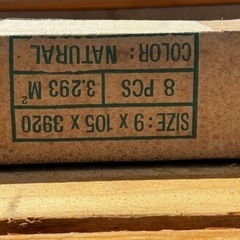 SIZE : 9 x 105 x 3920
8 PCS 3.293 M²
COLOR : NATURAL